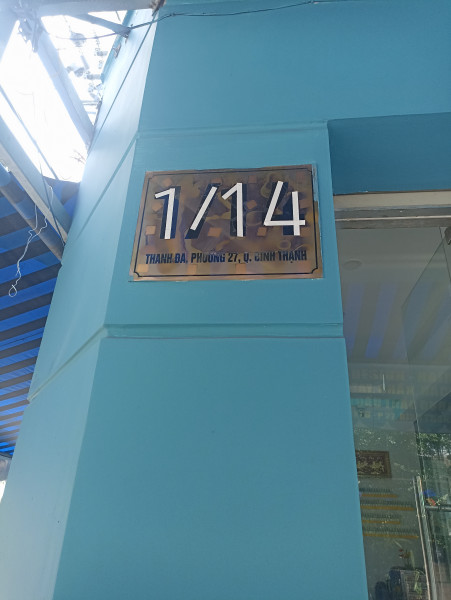 1/14
THANH ĐA, PHƯỜNG 27, Q. BÌNH THẠNH